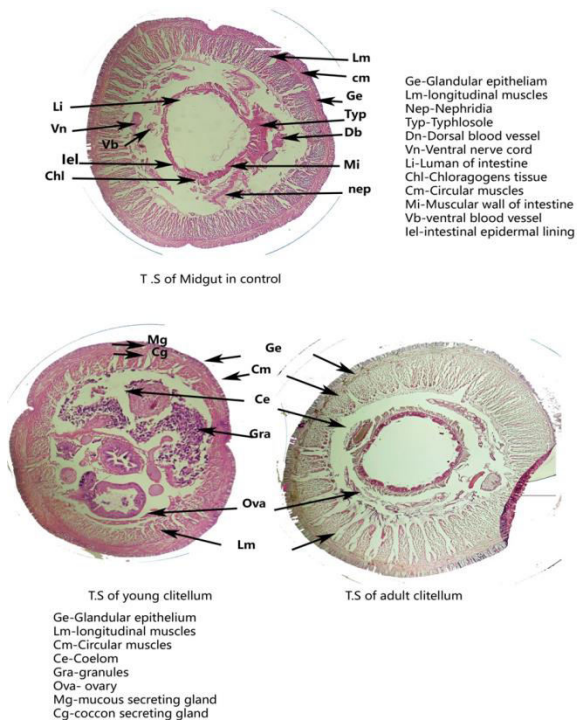 Lm
cm
Ge
Li
Typ
Vn
Db
Vb
Iel
Mi
Chl
nep
Ge-Glandular epitheliam
Lm-longitudinal muscles
Nep-Nephridia
Typ-Typhlosole
Dn-Dorsal blood vessel
Vn-Ventral nerve cord
Li-Luman of intestine
Chl-Chloragogens tissue
Cm-Circular muscles
Mi-Muscular wall of intestine
Vb-ventral blood vessel
Iel-intestinal epidermal lining
T .S of Midgut in control
Mg
Cg
Ge
Cm
Ce
Gra
Ova
Lm
T.S of young clitellum
T.S of adult clitellum
Ge-Glandular epithelium
Lm-longitudinal muscles
Cm-Circular muscles
Ce-Coelom
Gra-granules
Ova- ovary
Mg-mucous secreting gland
Cg-coccon secreting gland